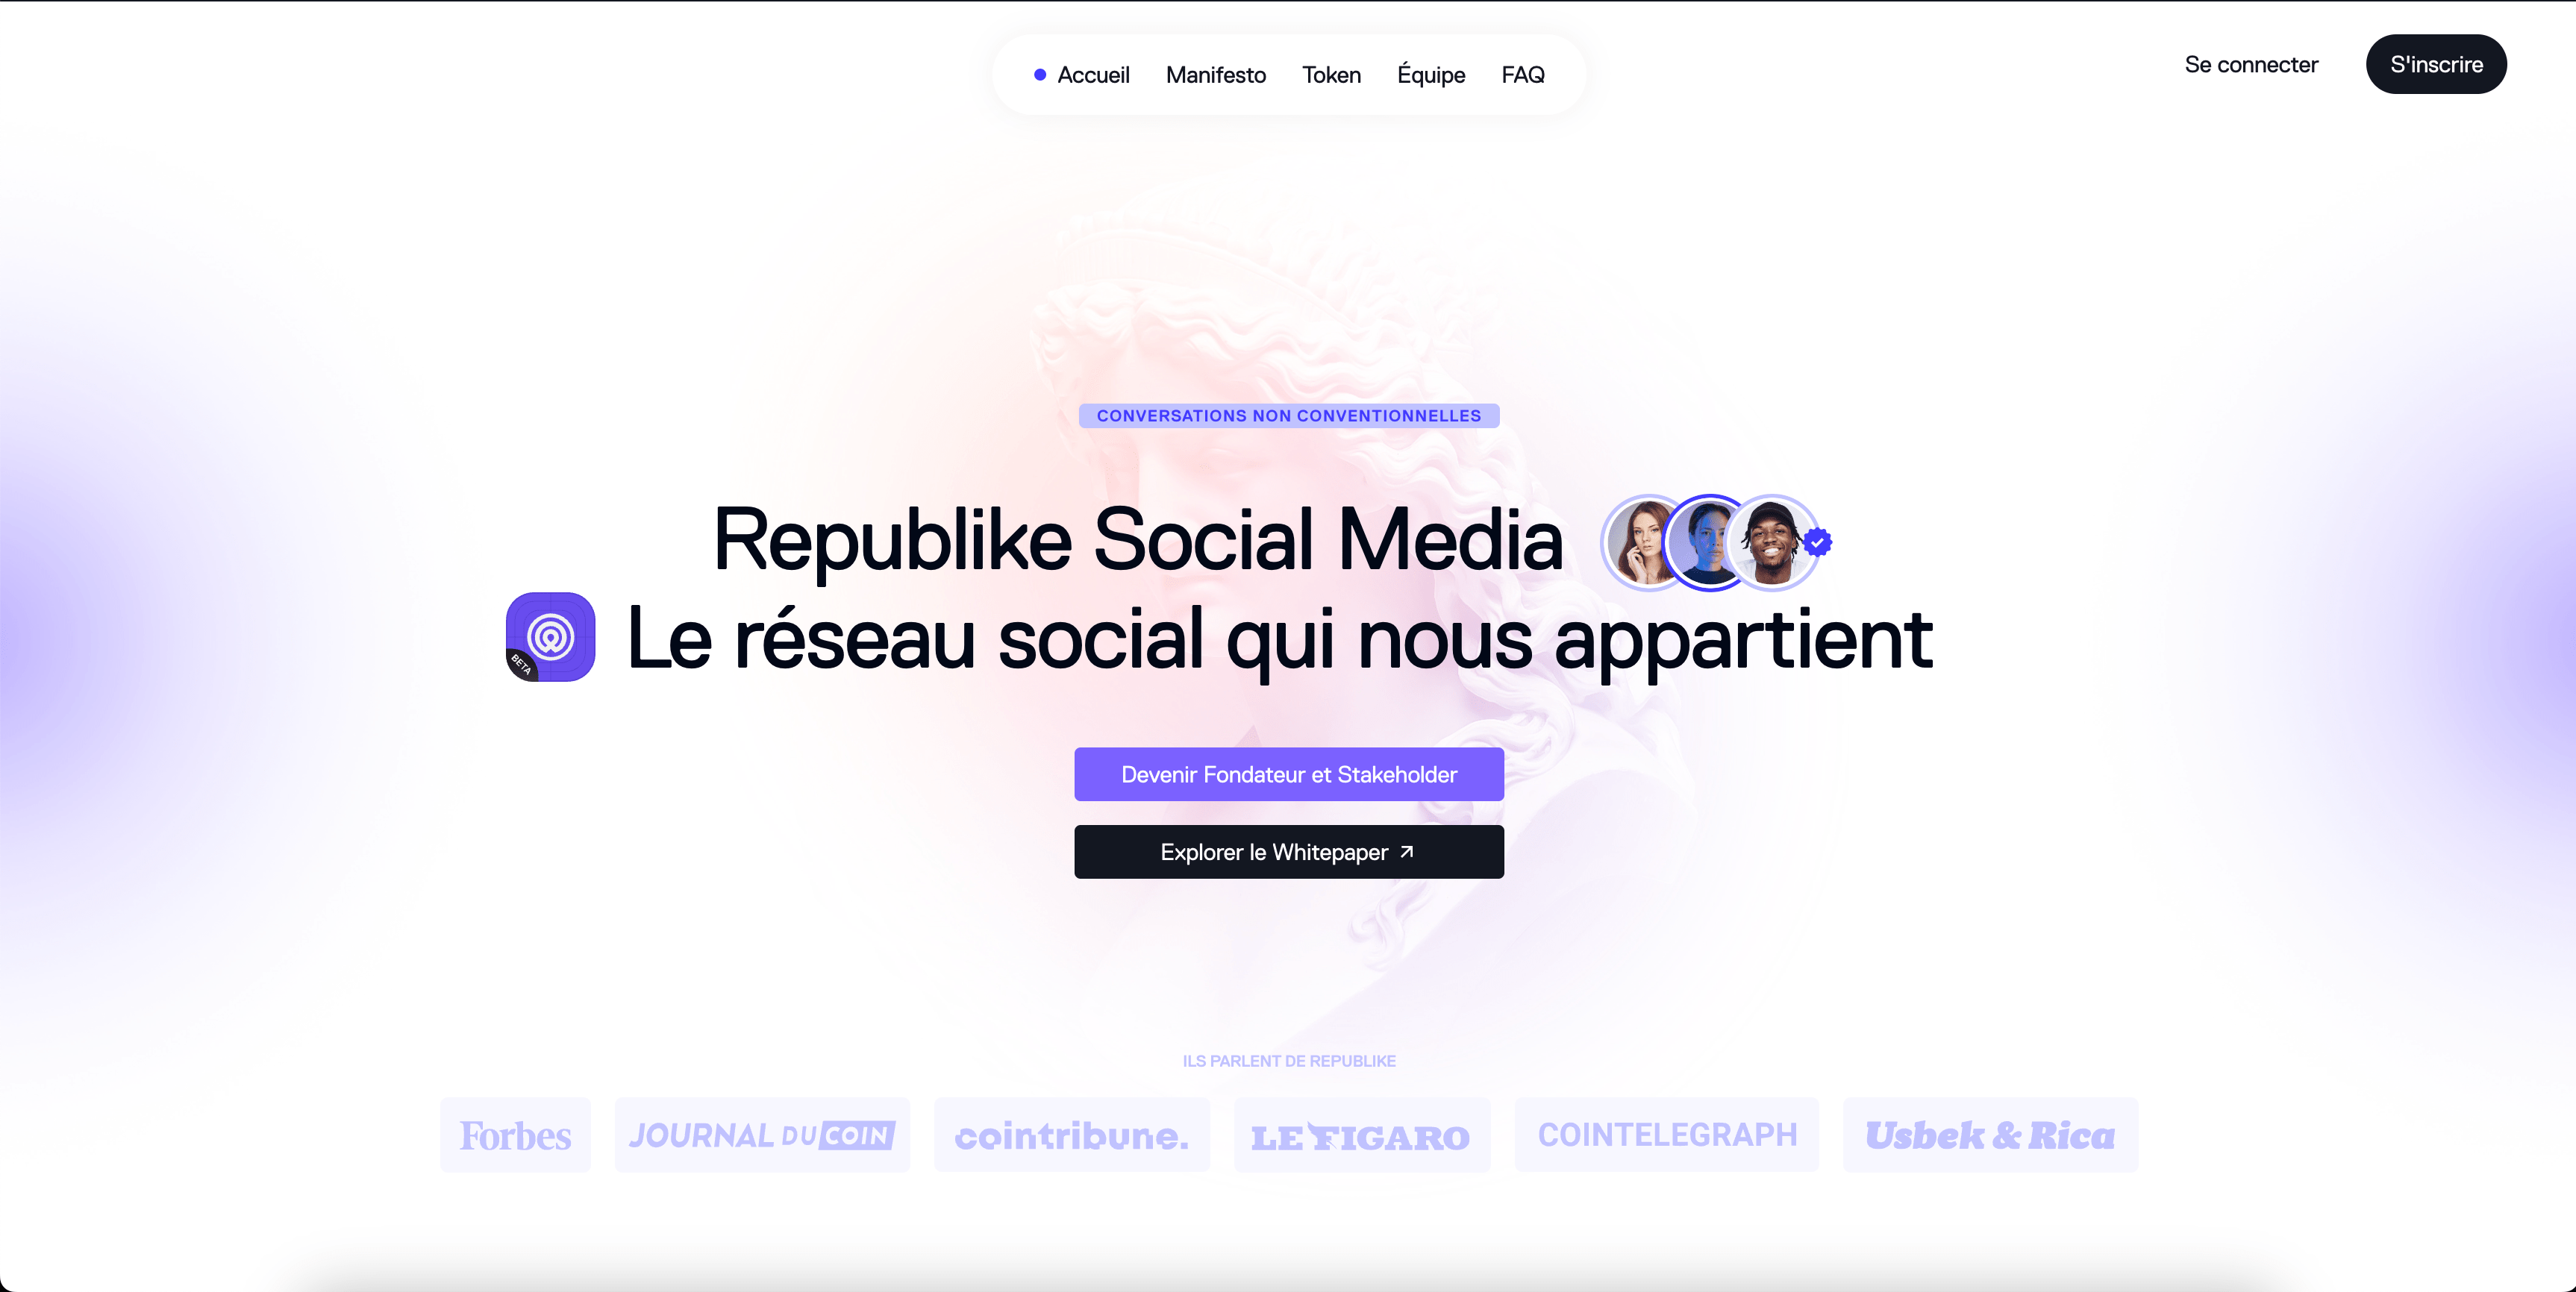 Accueil Manifesto Token Équipe FAQ
Se connecter
S'inscrire
CONVERSATIONS NON CONVENTIONNELLES
Republike Social Media
BETA
Le réseau social qui nous appartient
Devenir Fondateur et Stakeholder
Explorer le Whitepaper
ILS PARLENT DE REPUBLIKE
Forbes
JOURNAL DU COIN
cointribune.
LE FIGARO
COINTELEGRAPH
Usbek & Rica